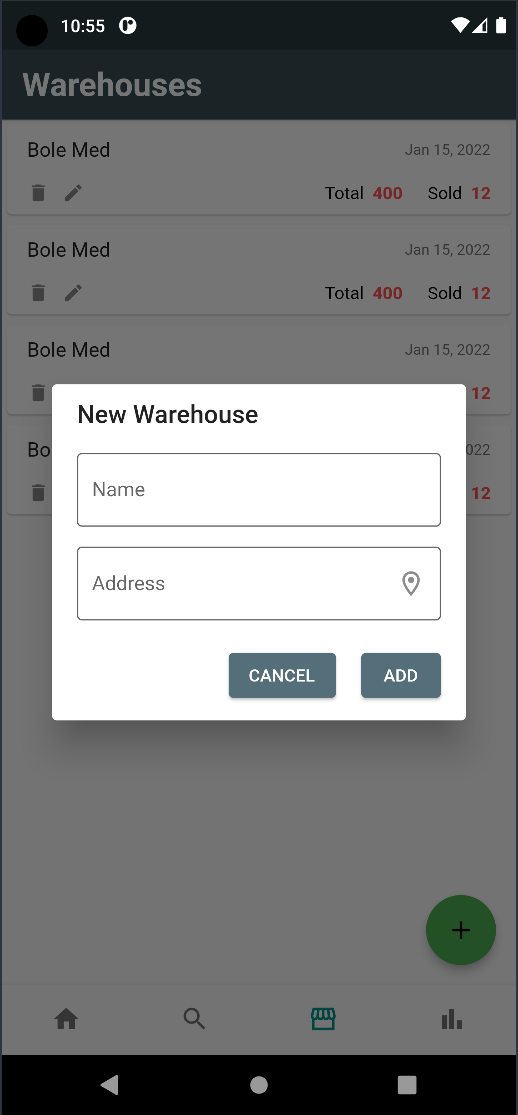 10:55
Warehouses
Bole Med Jan 15, 2022
Total 400 Sold 12
Bole Med Jan 15, 2022
Total 400 Sold 12
Bole Med Jan 15, 2022
12
Bo 022
12
New Warehouse
Name
Address
CANCEL ADD